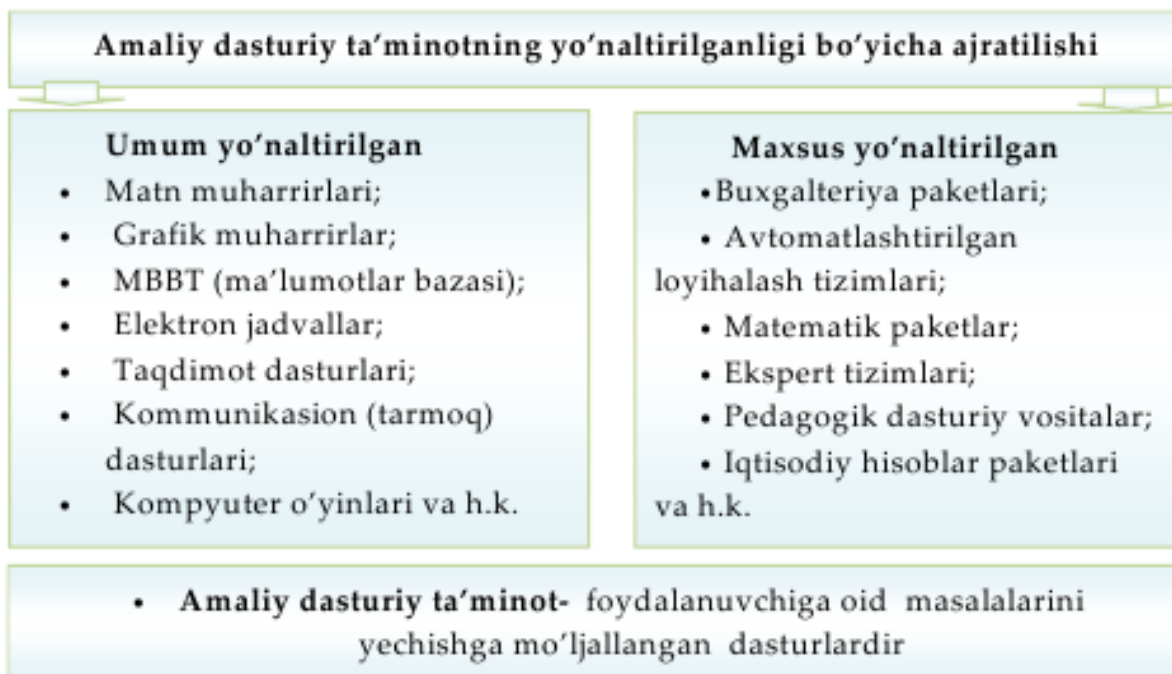 Amaliy dasturiy ta’minotning yo’naltirilganligi bo’yicha ajratilishi
Umum yo’naltirilgan
• Matn muharrirlari;
• Grafik muharrirlar;
• MBBT (ma’lumotlar bazasi);
• Elektron jadvallar;
• Taqdimot dasturlari;
• Kommunikasion (tarmoq)
dasturlari;
• Kompyuter o’yinlari va h.k.
Maxsus yo’naltirilgan
•Buxgalteriya paketlari;
• Avtomatlashtirilgan
loyihalash tizimlari;
• Matematik paketlar;
• Ekspert tizimlari;
• Pedagogik dasturiy vositalar;
• Iqtisodiy hisoblar paketlari
va h.k.
• Amaliy dasturiy ta’minot- foydalanuvchiga oid masalalarini
yechishga mo’ljallangan dasturlardir